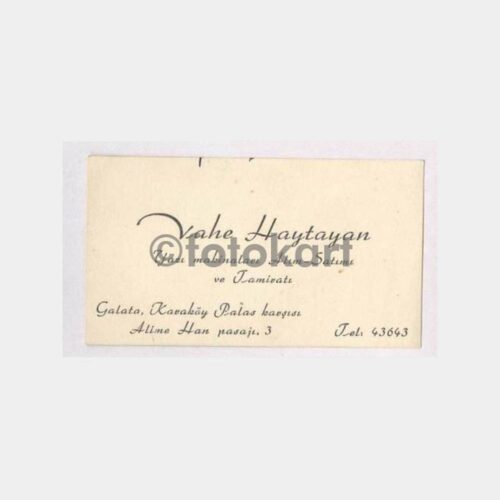 Vahe Haytayan
©fotokart
Yazı makinaları Alım-Satımı
ve Tamiratı
Galata, Karaköy Palas karşısı
Alime Han pasajı. 3
Tel: 43643